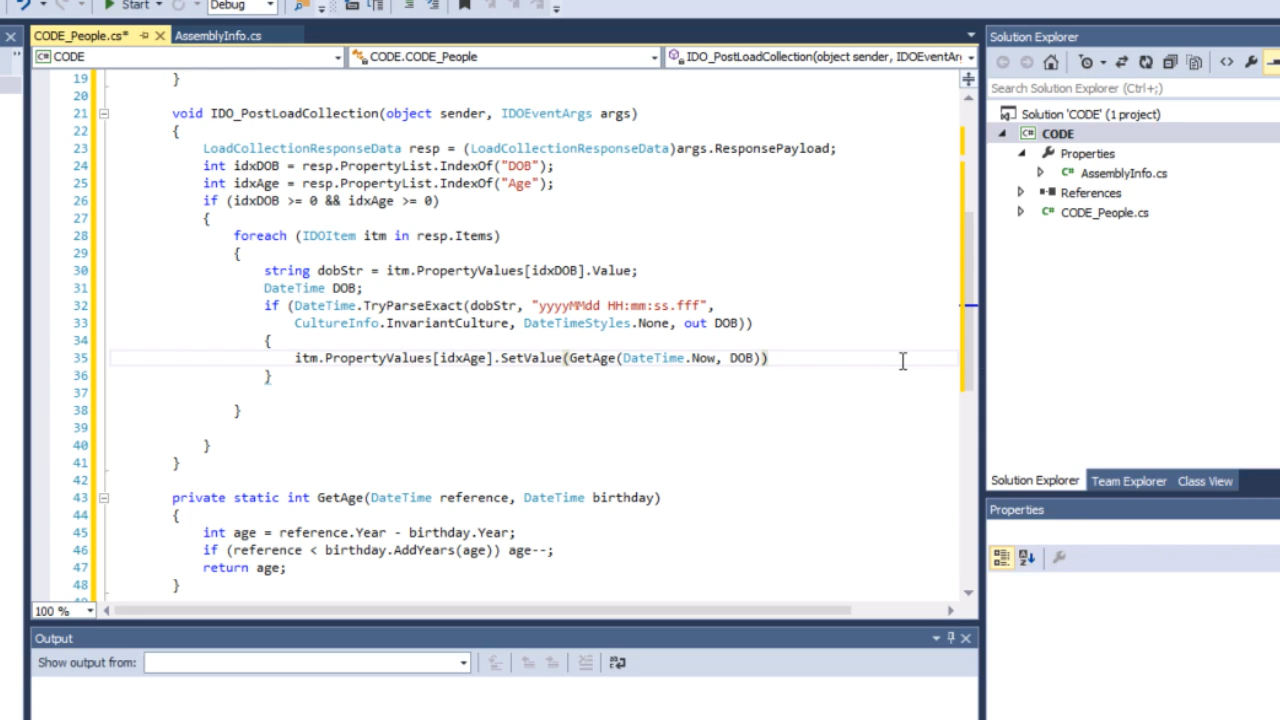 Start
Debug
CODE_People.cs*
AssemblyInfo.cs
CODE
CODE.CODE_People
IDO_PostLoadCollection(object sender, IDOEventAr
19 }
20
21 void IDO_PostLoadCollection(object sender, IDOEventArgs args)
22 {
23 LoadCollectionResponseData resp = (LoadCollectionResponseData)args.ResponsePayload;
24 int idxDOB = resp.PropertyList.IndexOf("DOB");
25 int idxAge = resp.PropertyList.IndexOf("Age");
26 if (idxDOB >= 0 && idxAge >= 0)
27 {
28 foreach (IDOItem itm in resp.Items)
29 {
30 string dobStr = itm.PropertyValues[idxDOB].Value;
31 DateTime DOB;
32 if (DateTime.TryParseExact(dobStr, "yyyyMMdd HH:mm:ss.fff",
33 CultureInfo.InvariantCulture, DateTimeStyles.None, out DOB))
34 {
35 itm.PropertyValues[idxAge].SetValue(GetAge(DateTime.Now, DOB))
36 }
37
38 }
39
40 }
41 }
42
43 private static int GetAge(DateTime reference, DateTime birthday)
44 {
45 int age = reference.Year - birthday.Year;
46 if (reference < birthday.AddYears(age)) age--;
47 return age;
48 }
100 %
Output
Show output from:
Solution Explorer
Search Solution Explorer (Ctrl+;)
Solution 'CODE' (1 project)
CODE
Properties
AssemblyInfo.cs
References
CODE_People.cs
Solution Explorer
Team Explorer
Class View
Properties